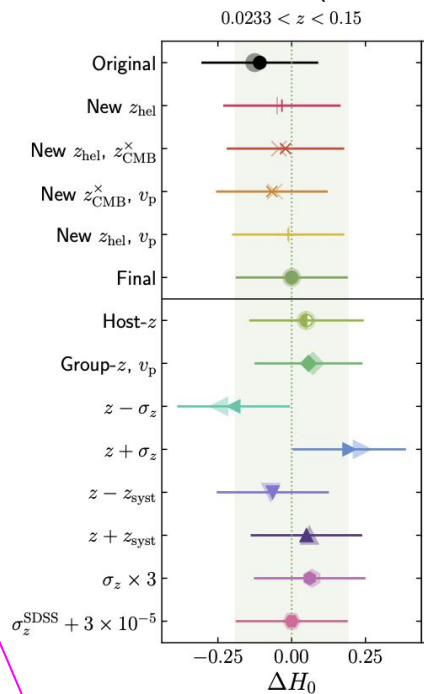 0.0233 < z < 0.15
Original
New z_hel
New z_hel, z^×_CMB
New z^×_CMB, v_p
New z_hel, v_p
Final
Host-z
Group-z, v_p
z − σ_z
z + σ_z
z − z_syst
z + z_syst
σ_z × 3
σ_z^SDSS + 3 × 10^−5
−0.25 0.00 0.25
ΔH_0